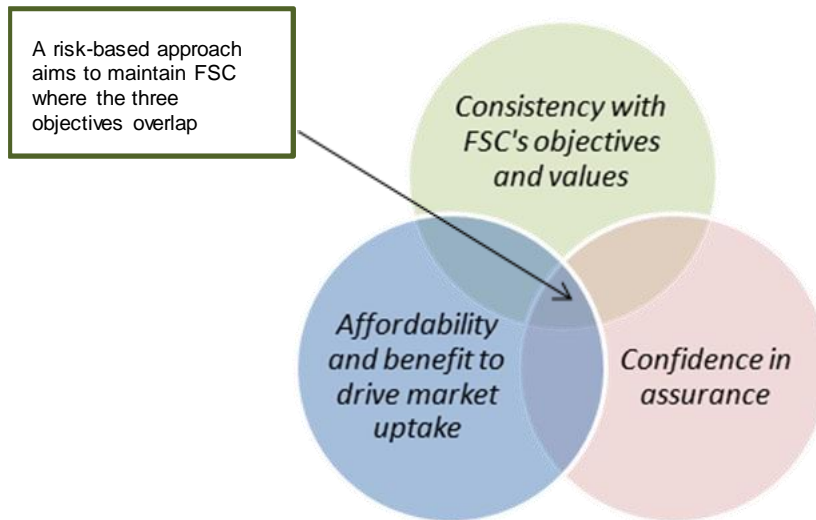 A risk-based approach
aims to maintain FSC
where the three
objectives overlap
Consistency with
FSC's objectives
and values
Affordability
and benefit to
drive market
uptake
Confidence in
assurance